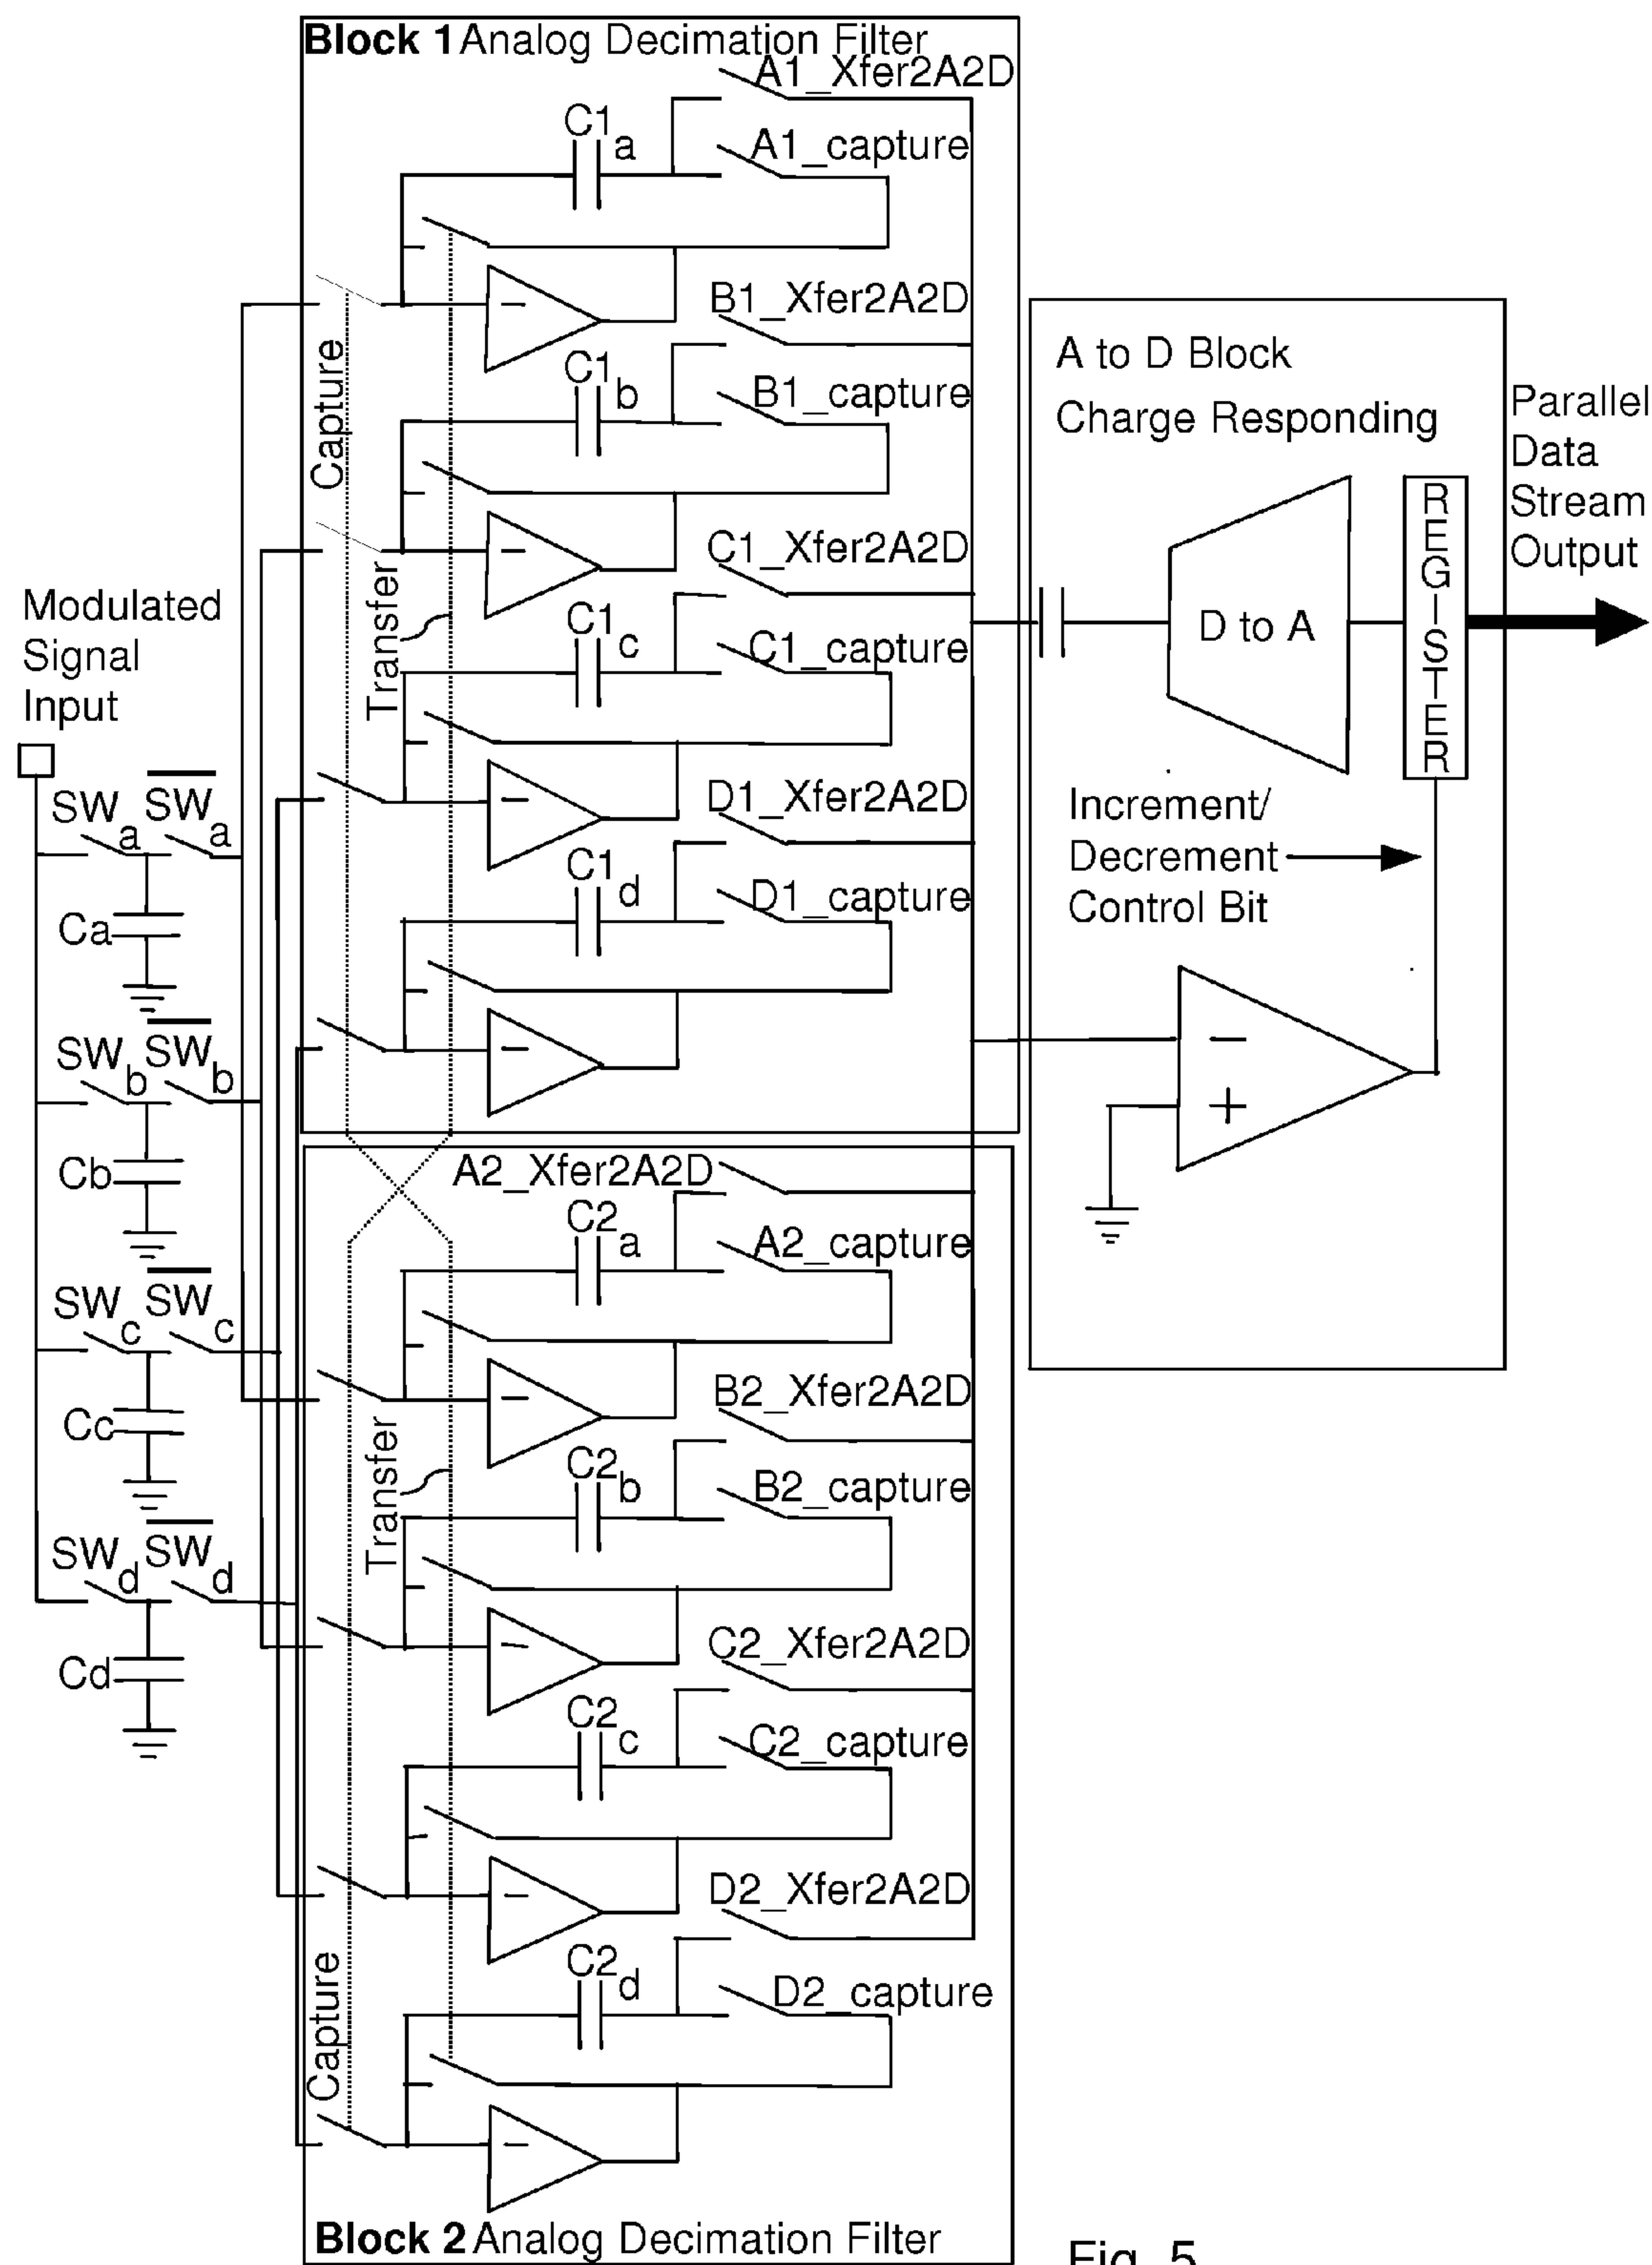 Block 1 Analog Decimation Filter
A1_Xfer2A2D
C1a
A1_capture
B1_Xfer2A2D
Capture
C1b
B1_capture
C1_Xfer2A2D
Transfer
C1c
C1_capture
D1_Xfer2A2D
C1d
D1_capture
A to D Block
Charge Responding
Parallel
Data
Stream
Output
D to A
REGISTER
Increment/
Decrement
Control Bit
−
+
Modulated
Signal
Input
SWa SWa
Ca
SWb SWb
Cb
SWc SWc
Cc
SWd SWd
Cd
A2_Xfer2A2D
C2a
A2_capture
B2_Xfer2A2D
Transfer
C2b
B2_capture
C2_Xfer2A2D
C2c
C2_capture
D2_Xfer2A2D
Capture
C2d
D2_capture
Block 2 Analog Decimation Filter
Fig. 5